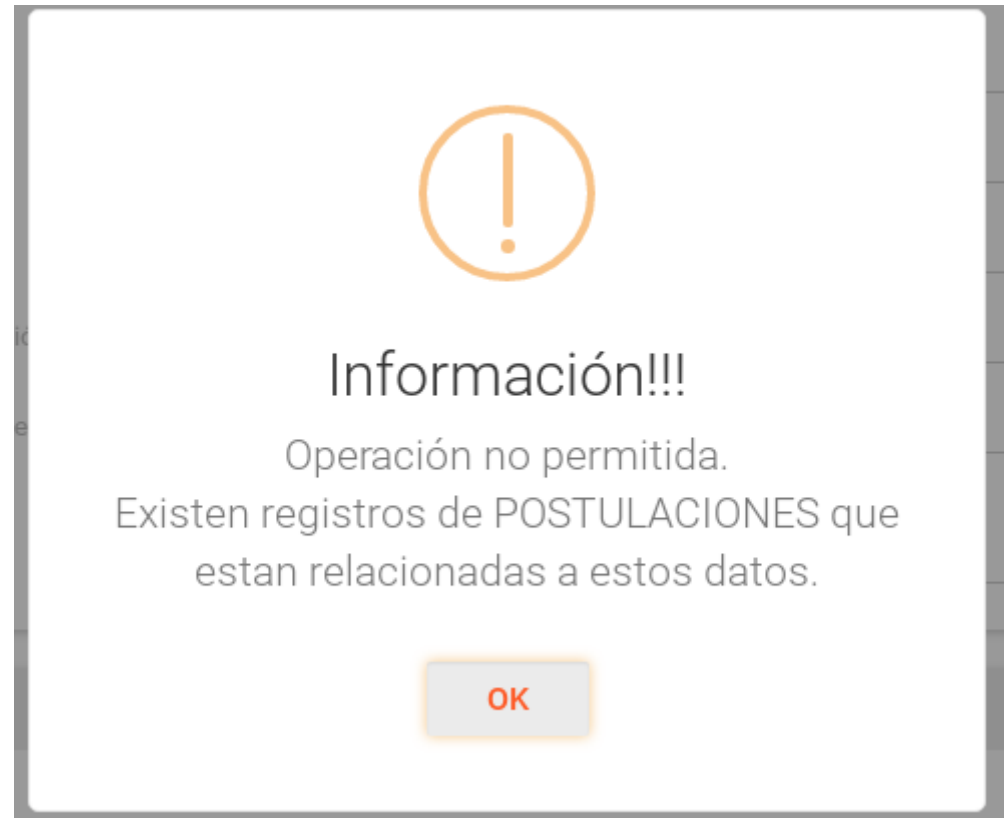 Información!!!
Operación no permitida.
Existen registros de POSTULACIONES que
estan relacionadas a estos datos.
OK